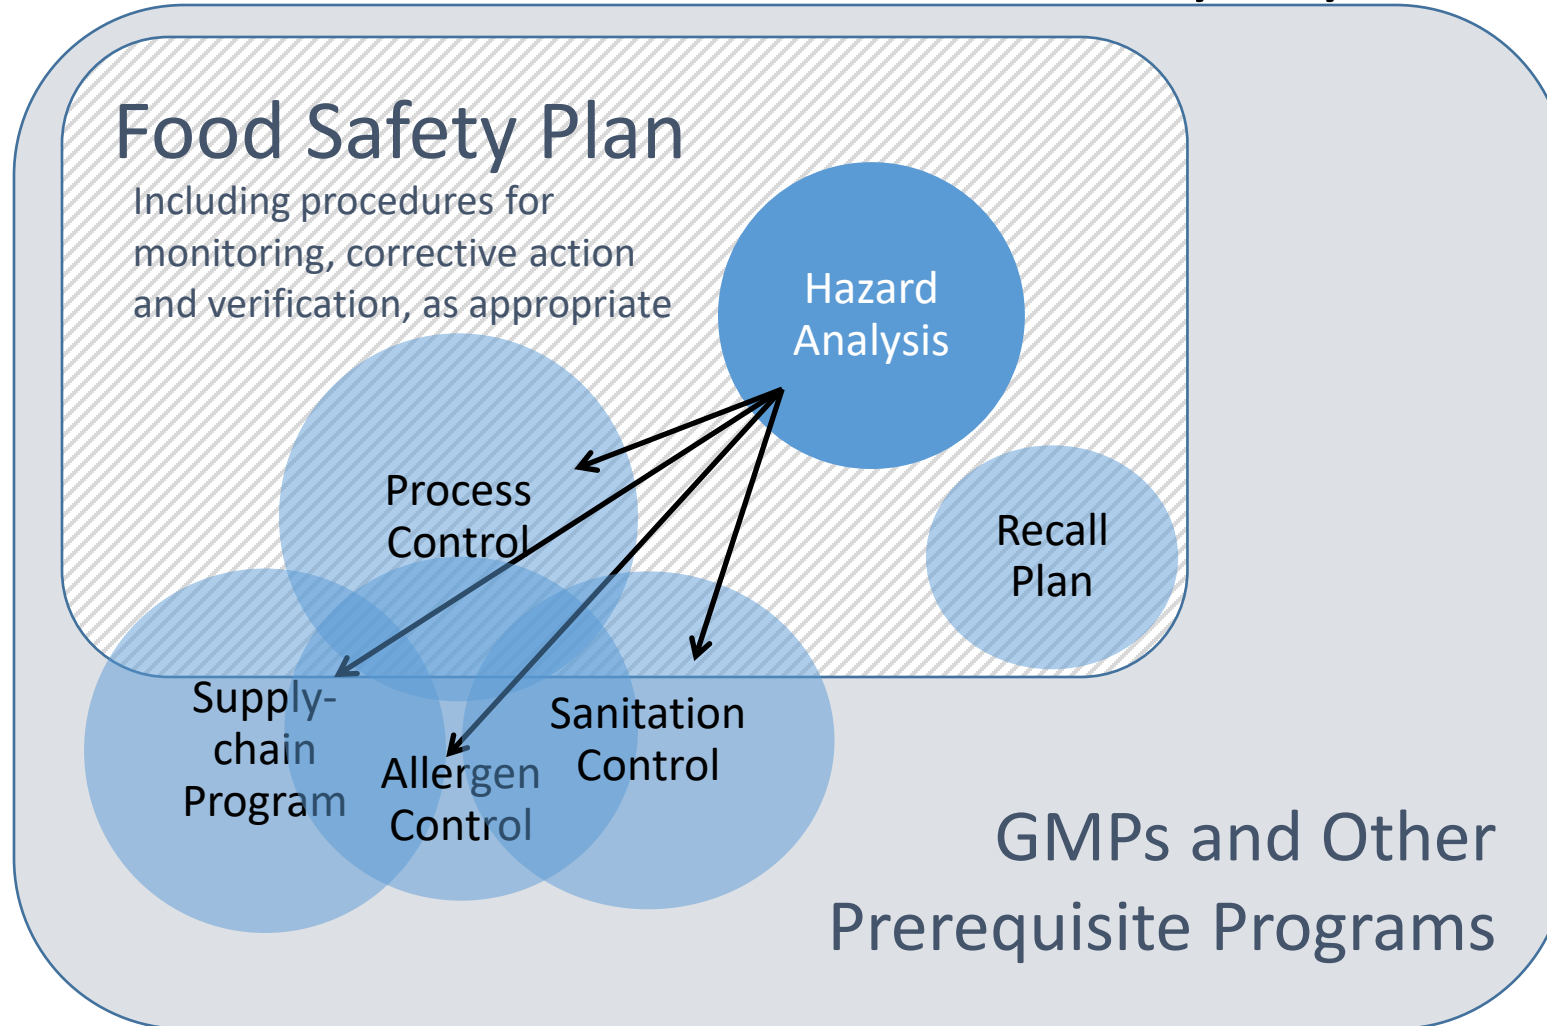 Food Safety Plan
Including procedures for
monitoring, corrective action
and verification, as appropriate
Hazard
Analysis
Process
Control
Recall
Plan
Supply-
chain
Program
Allergen
Control
Sanitation
Control
GMPs and Other
Prerequisite Programs